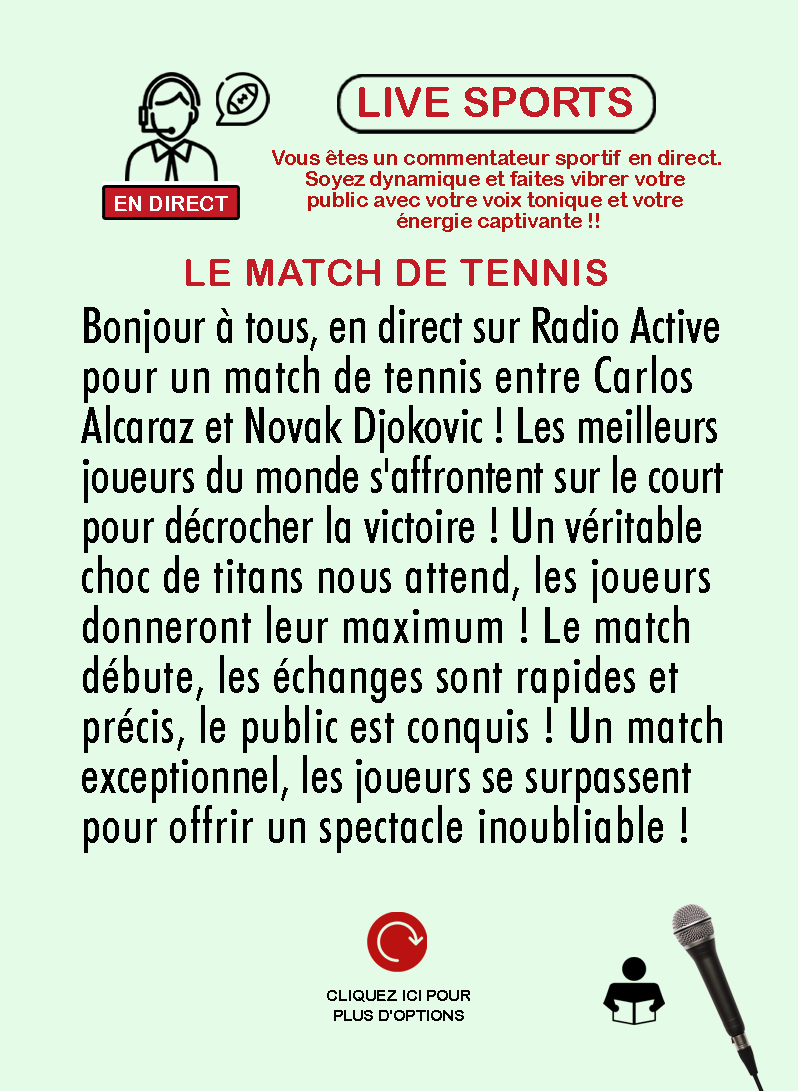 LIVE SPORTS
Vous êtes un commentateur sportif en direct.
Soyez dynamique et faites vibrer votre
public avec votre voix tonique et votre
énergie captivante !!
EN DIRECT
LE MATCH DE TENNIS
Bonjour à tous, en direct sur Radio Active
pour un match de tennis entre Carlos
Alcaraz et Novak Djokovic ! Les meilleurs
joueurs du monde s'affrontent sur le court
pour décrocher la victoire ! Un véritable
choc de titans nous attend, les joueurs
donneront leur maximum ! Le match
débute, les échanges sont rapides et
précis, le public est conquis ! Un match
exceptionnel, les joueurs se surpassent
pour offrir un spectacle inoubliable !
CLIQUEZ ICI POUR
PLUS D'OPTIONS